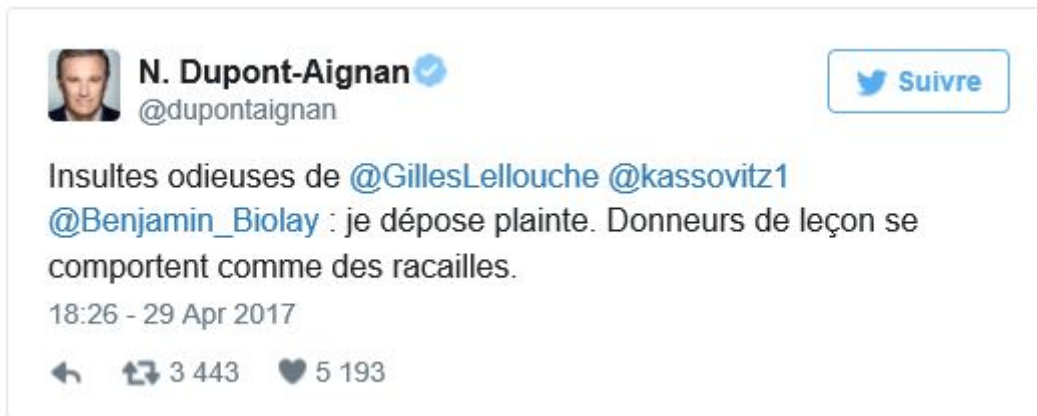 N. Dupont-Aignan
@dupontaignan
Suivre
Insultes odieuses de @GillesLellouche @kassovitz1
@Benjamin_Biolay : je dépose plainte. Donneurs de leçon se
comportent comme des racailles.
18:26 - 29 Apr 2017
3 443 5 193